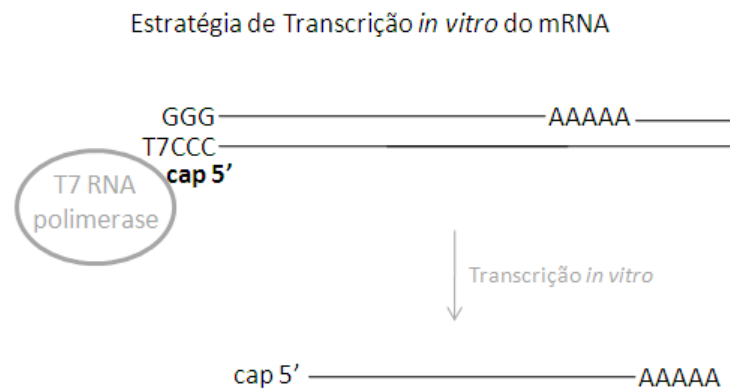 Estratégia de Transcrição in vitro do mRNA
GGG AAAAA
T7CCC
cap 5’
T7 RNA
polimerase
Transcrição in vitro
cap 5’ AAAAA